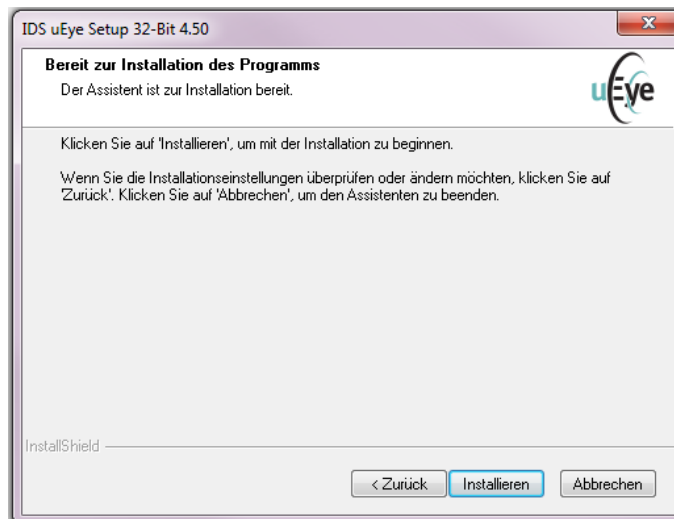 IDS uEye Setup 32-Bit 4.50
Bereit zur Installation des Programms
Der Assistent ist zur Installation bereit.
uEye
Klicken Sie auf 'Installieren', um mit der Installation zu beginnen.
Wenn Sie die Installationseinstellungen überprüfen oder ändern möchten, klicken Sie auf
'Zurück'. Klicken Sie auf 'Abbrechen', um den Assistenten zu beenden.
InstallShield
< Zurück
Installieren
Abbrechen